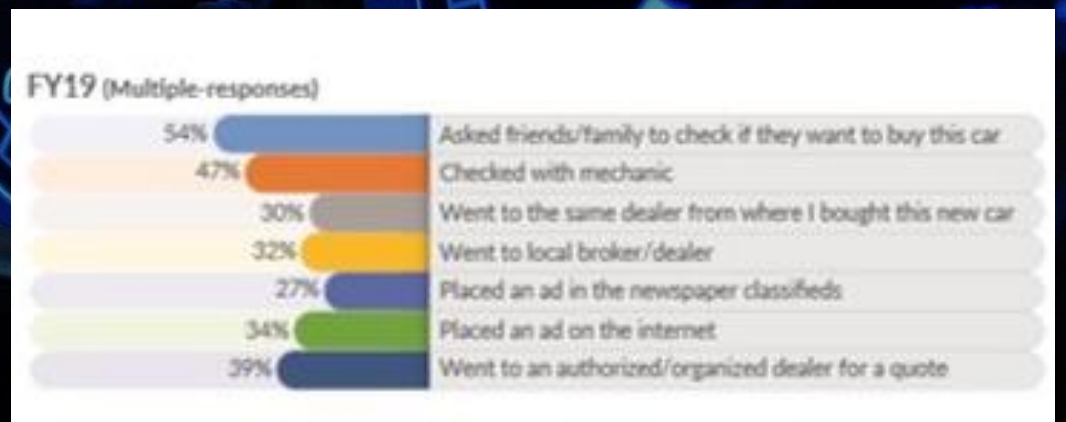 FY19 (Multiple-responses)
54% Asked friends/family to check if they want to buy this car
47% Checked with mechanic
30% Went to the same dealer from where I bought this new car
32% Went to local broker/dealer
27% Placed an ad in the newspaper classifieds
34% Placed an ad on the internet
39% Went to an authorized/organized dealer for a quote